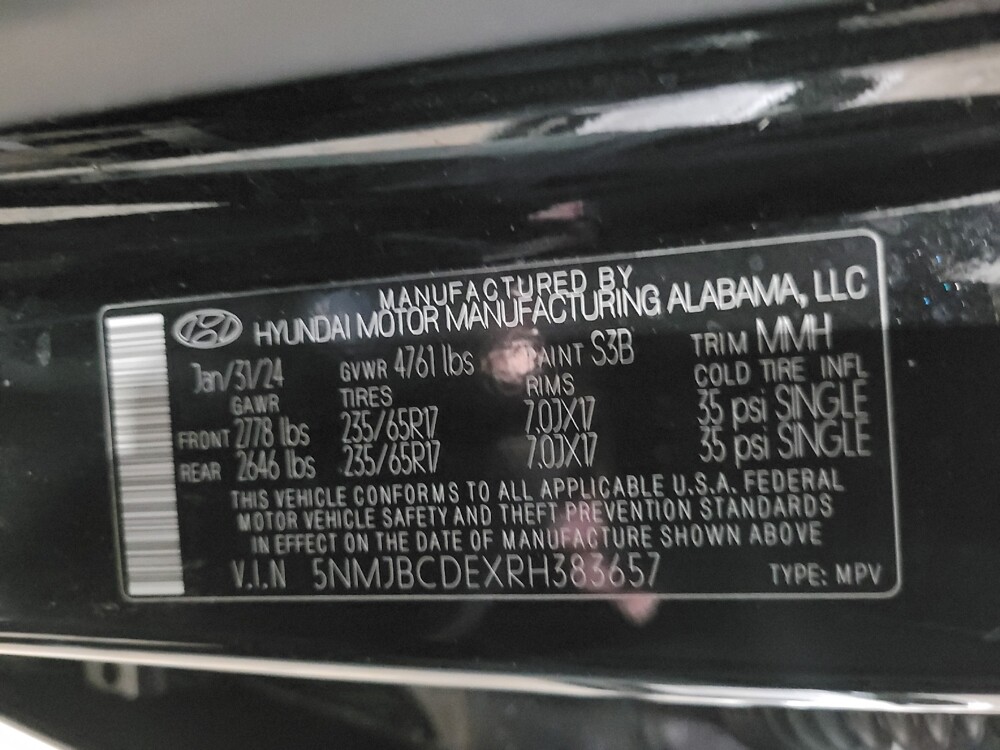 MANUFACTURED BY
HYUNDAI MOTOR MANUFACTURING ALABAMA, LLC
Jan/31/24 GVWR 4761 lbs PAINT S3B TRIM MMH
GAWR TIRES RIMS COLD TIRE INFL
FRONT 2778 lbs 235/65R17 7.0JX17 35 psi SINGLE
REAR 2646 lbs 235/65R17 7.0JX17 35 psi SINGLE
THIS VEHICLE CONFORMS TO ALL APPLICABLE U.S.A. FEDERAL
MOTOR VEHICLE SAFETY AND THEFT PREVENTION STANDARDS
IN EFFECT ON THE DATE OF MANUFACTURE SHOWN ABOVE
V.I.N 5NMJBCDEXRH383657 TYPE: MPV